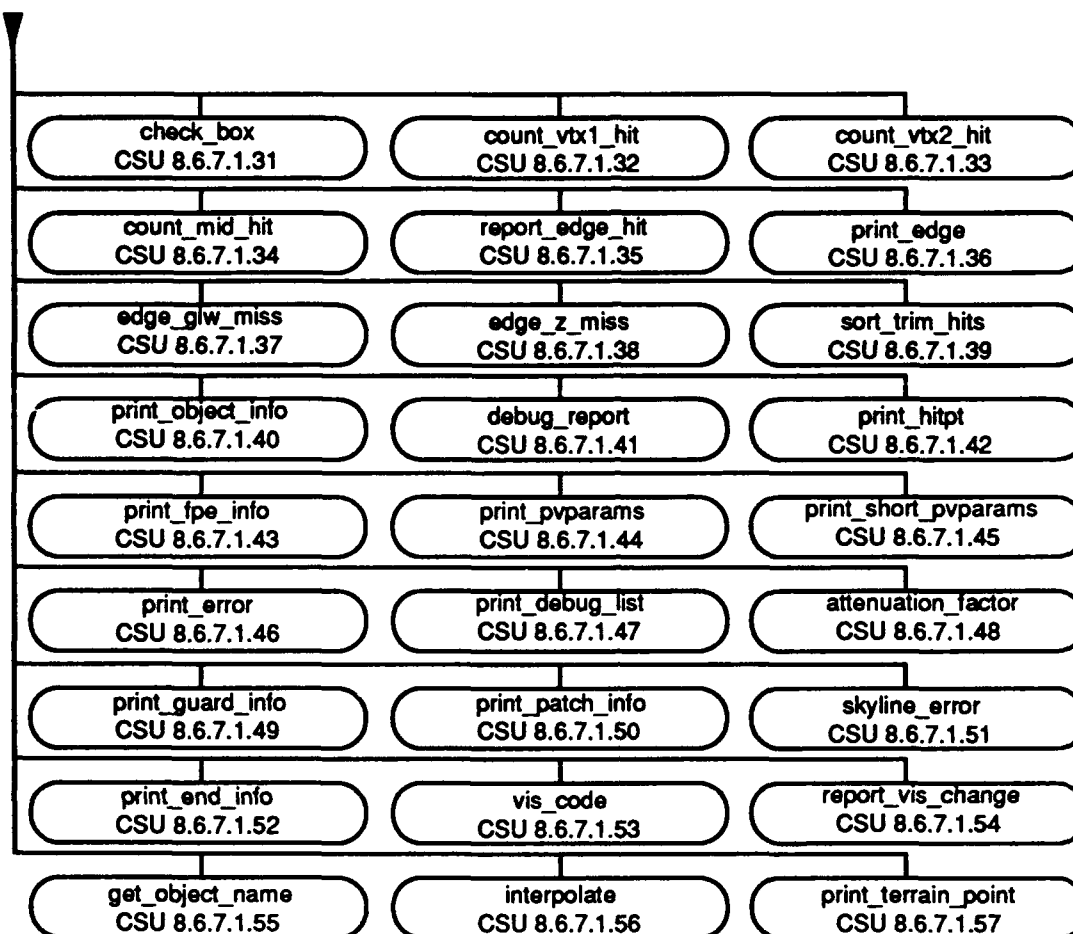 check_box
CSU 8.6.7.1.31
count_vtx1_hit
CSU 8.6.7.1.32
count_vtx2_hit
CSU 8.6.7.1.33
count_mid_hit
CSU 8.6.7.1.34
report_edge_hit
CSU 8.6.7.1.35
print_edge
CSU 8.6.7.1.36
edge_glw_miss
CSU 8.6.7.1.37
edge_z_miss
CSU 8.6.7.1.38
sort_trim_hits
CSU 8.6.7.1.39
print_object_info
CSU 8.6.7.1.40
debug_report
CSU 8.6.7.1.41
print_hitpt
CSU 8.6.7.1.42
print_fpe_info
CSU 8.6.7.1.43
print_pvparams
CSU 8.6.7.1.44
print_short_pvparams
CSU 8.6.7.1.45
print_error
CSU 8.6.7.1.46
print_debug_list
CSU 8.6.7.1.47
attenuation_factor
CSU 8.6.7.1.48
print_guard_info
CSU 8.6.7.1.49
print_patch_info
CSU 8.6.7.1.50
skyline_error
CSU 8.6.7.1.51
print_end_info
CSU 8.6.7.1.52
vis_code
CSU 8.6.7.1.53
report_vis_change
CSU 8.6.7.1.54
get_object_name
CSU 8.6.7.1.55
interpolate
CSU 8.6.7.1.56
print_terrain_point
CSU 8.6.7.1.57